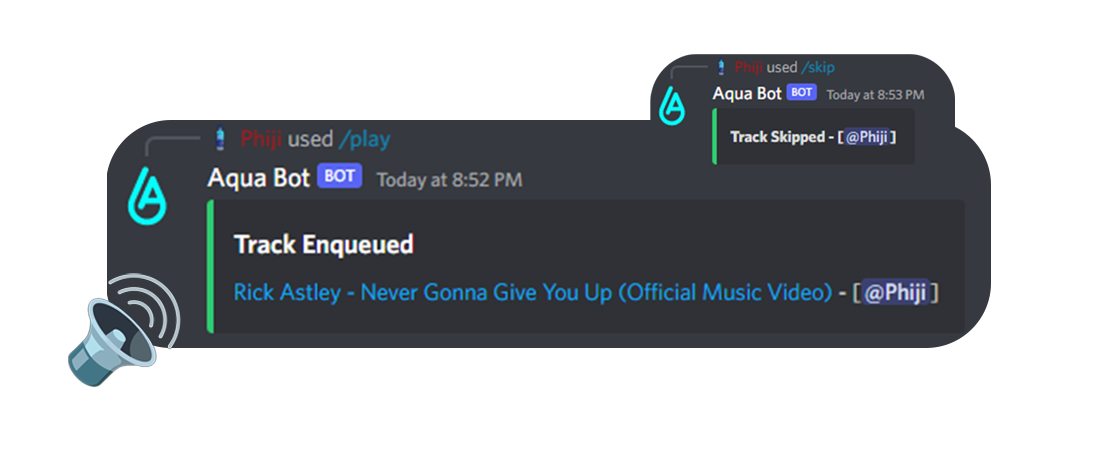 Phiji used /skip
Aqua Bot BOT Today at 8:53 PM
Track Skipped - [ @Phiji ]
Phiji used /play
Aqua Bot BOT Today at 8:52 PM
Track Enqueued
Rick Astley - Never Gonna Give You Up (Official Music Video) - [ @Phiji ]